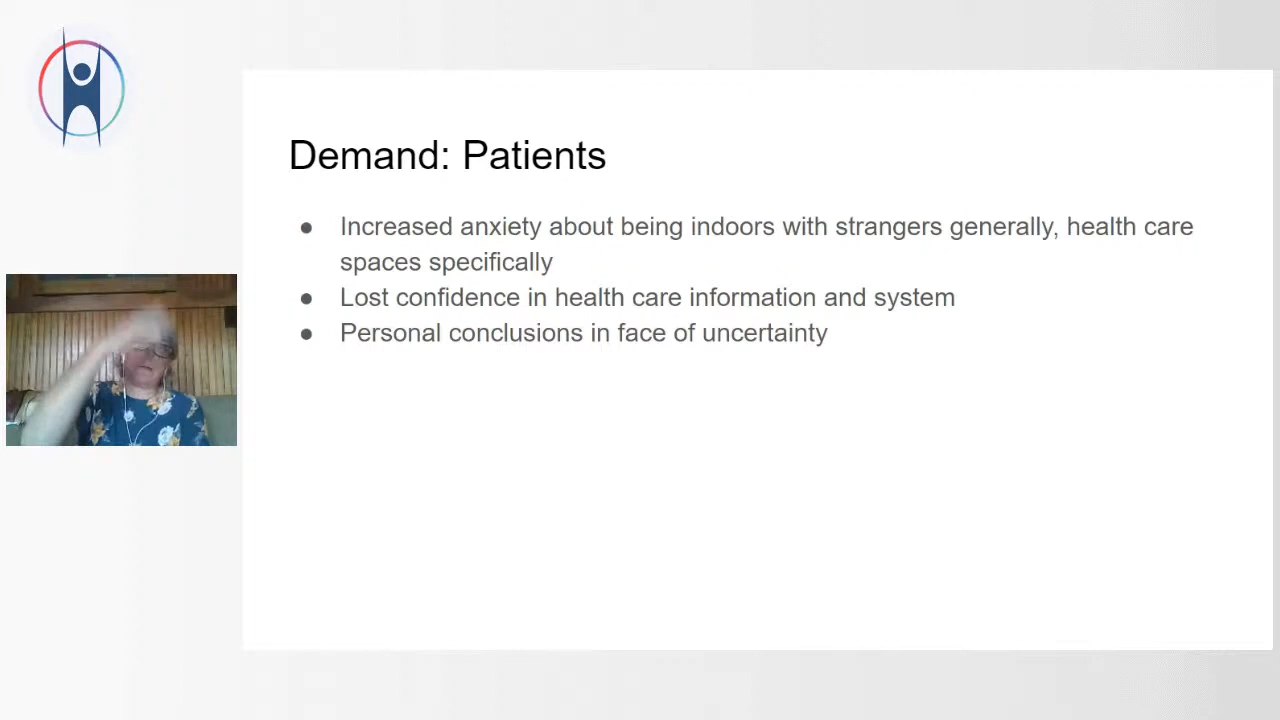 Demand: Patients
● Increased anxiety about being indoors with strangers generally, health care
spaces specifically
● Lost confidence in health care information and system
● Personal conclusions in face of uncertainty